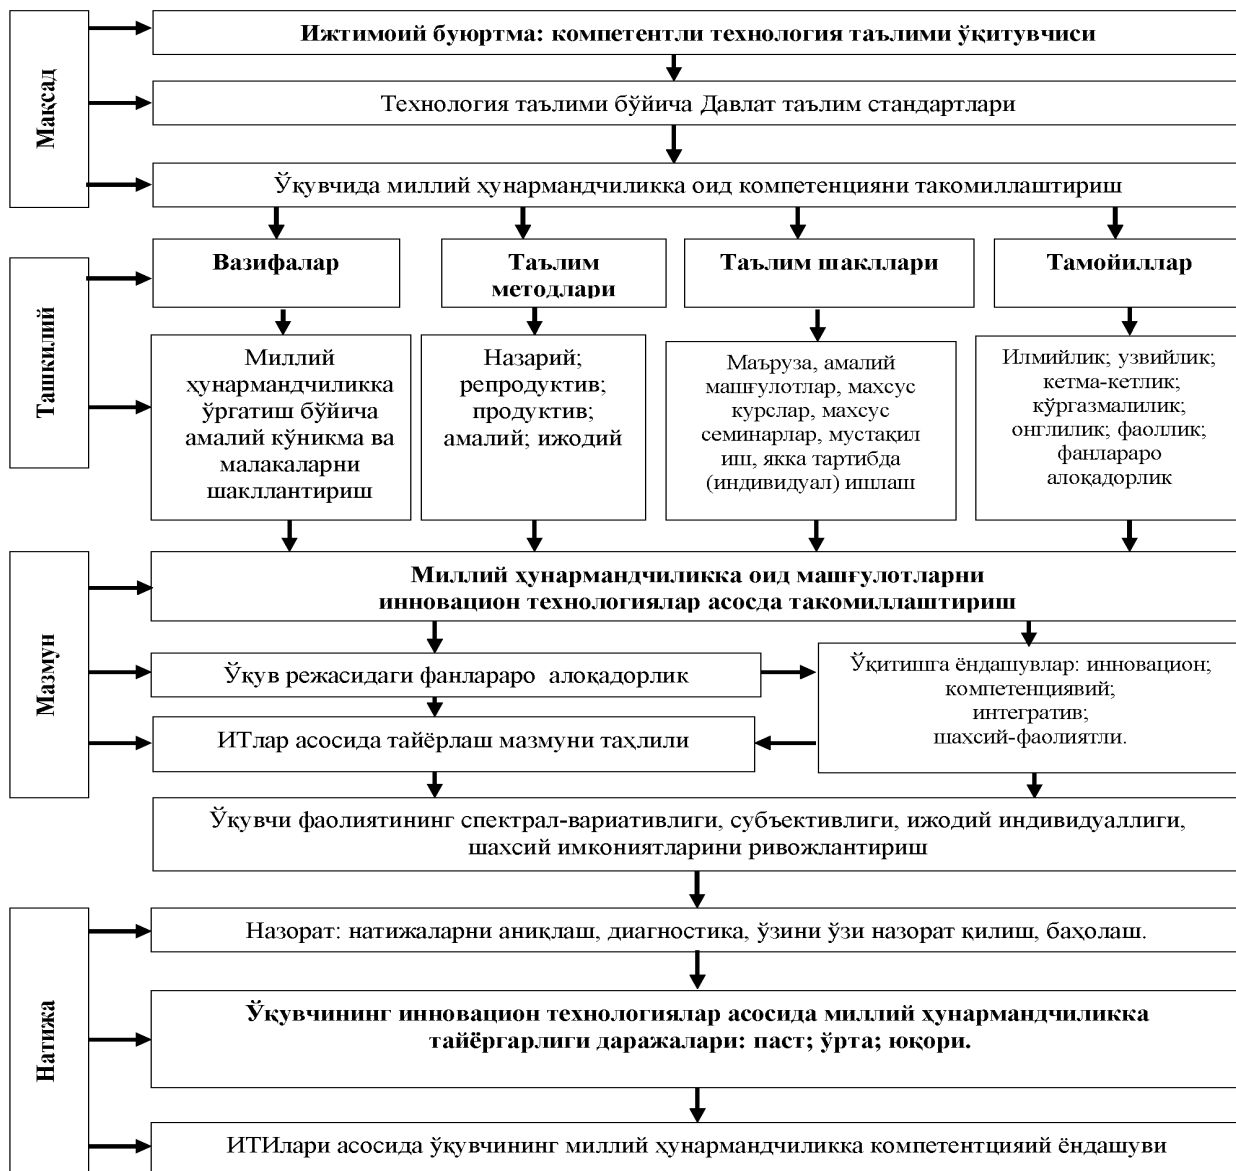 Мақсад
Ижтимоий буюртма: компетентли технология таълими ўқитувчиси
Технология таълими бўйича Давлат таълим стандартлари
Ўқувчида миллий ҳунармандчиликка оид компетенцияни такомиллаштириш
Ташкилий
Вазифалар
Таълим
методлари
Таълим шакллари
Тамойиллар
Миллий
ҳунармандчиликка
ўргатиш бўйича
амалий кўникма ва
малакаларни
шакллантириш
Назарий;
репродуктив;
продуктив;
амалий; ижодий
Маъруза, амалий
машғулотлар, махсус
курслар, махсус
семинарлар, мустақил
иш, якка тартибда
(индивидуал) ишлаш
Илмийлик; узвийлик;
кетма-кетлик;
кўргазмалилик;
онглилик; фаоллик;
фанлараро
алоқадорлик
Мазмун
Миллий ҳунармандчиликка оид машғулотларни
инновацион технологиялар асосда такомиллаштириш
Ўқув режасидаги фанлараро алоқадорлик
ИТлар асосида тайёрлаш мазмуни таҳлили
Ўқитишга ёндашувлар: инновацион;
компетенциявий;
интегратив;
шахсий-фаолиятли.
Ўқувчи фаолиятининг спектрал-вариативлиги, субъективлиги, ижодий индивидуаллиги,
шахсий имкониятларини ривожлантириш
Натижа
Назорат: натижаларни аниқлаш, диагностика, ўзини ўзи назорат қилиш, баҳолаш.
Ўқувчининг инновацион технологиялар асосида миллий ҳунармандчиликка
тайёргарлиги даражалари: паст; ўрта; юқори.
ИТИлари асосида ўқувчининг миллий ҳунармандчиликка компетентцияий ёндашуви